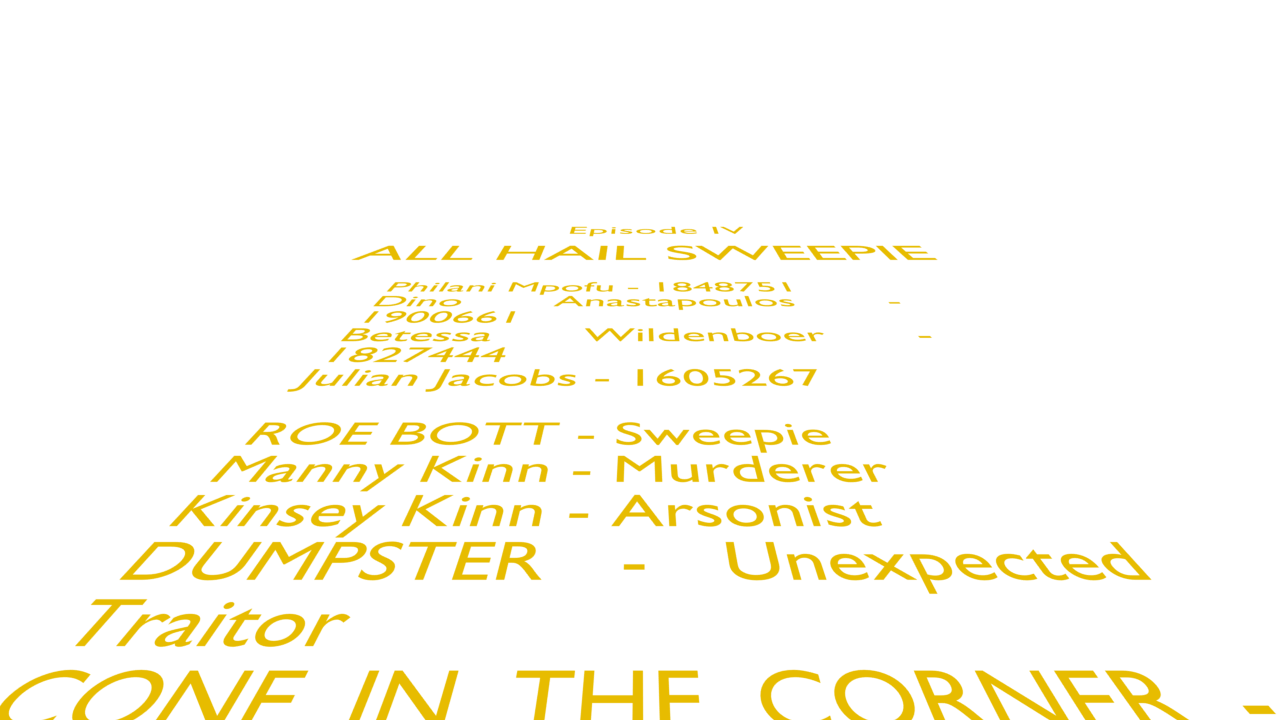 Episode IV
ALL HAIL SWEEPIE
Philani Mpofu - 1848751
Dino Anastapoulos -
1900661
Betessa Wildenboer -
1827444
Julian Jacobs - 1605267
ROE BOTT - Sweepie
Manny Kinn - Murderer
Kinsey Kinn - Arsonist
DUMPSTER - Unexpected
Traitor
CONE IN THE CORNER -